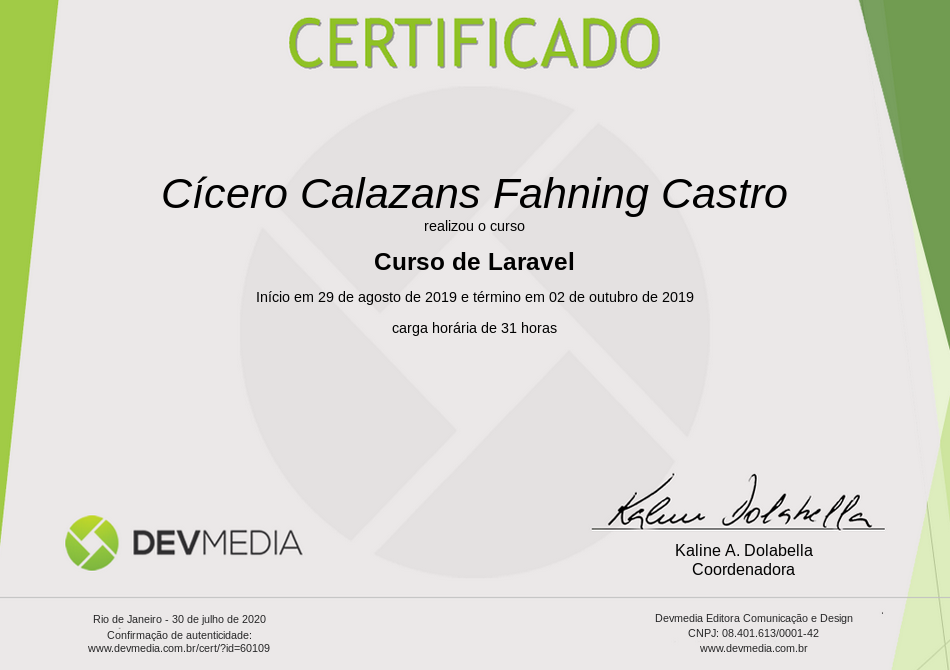 CERTIFICADO
Cícero Calazans Fahning Castro
realizou o curso
Curso de Laravel
Início em 29 de agosto de 2019 e término em 02 de outubro de 2019
carga horária de 31 horas
Kaline Dolabella
DEVMEDIA
Kaline A. Dolabella
Coordenadora
Rio de Janeiro - 30 de julho de 2020
Confirmação de autenticidade:
www.devmedia.com.br/cert/?id=60109
Devmedia Editora Comunicação e Design
CNPJ: 08.401.613/0001-42
www.devmedia.com.br